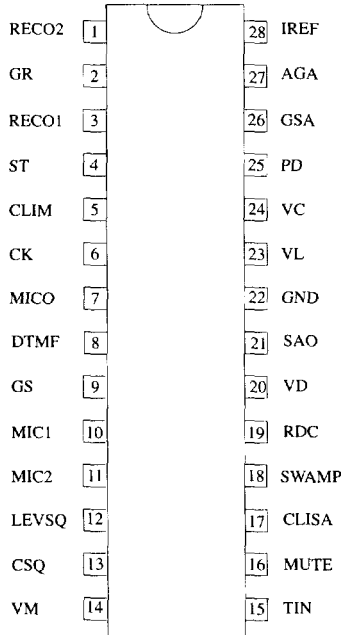 RECO2 1 28 IREF
GR 2 27 AGA
RECO1 3 26 GSA
ST 4 25 PD
CLIM 5 24 VC
CK 6 23 VL
MICO 7 22 GND
DTMF 8 21 SAO
GS 9 20 VD
MIC1 10 19 RDC
MIC2 11 18 SWAMP
LEVSQ 12 17 CLISA
CSQ 13 16 MUTE
VM 14 15 TIN